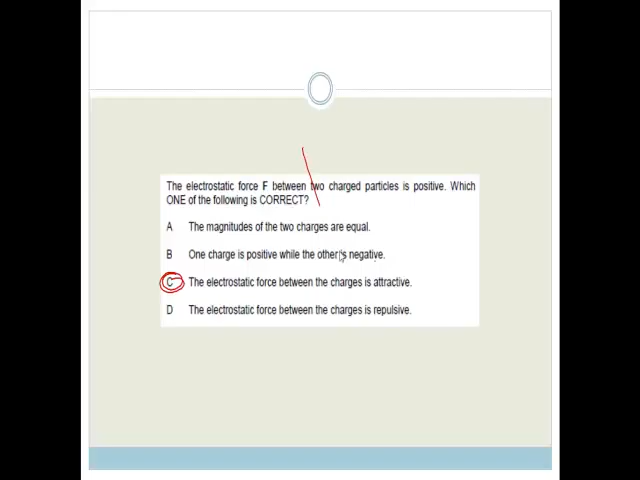 The electrostatic force F between two charged particles is positive. Which
ONE of the following is CORRECT?
A The magnitudes of the two charges are equal.
B One charge is positive while the other is negative.
C The electrostatic force between the charges is attractive.
D The electrostatic force between the charges is repulsive.